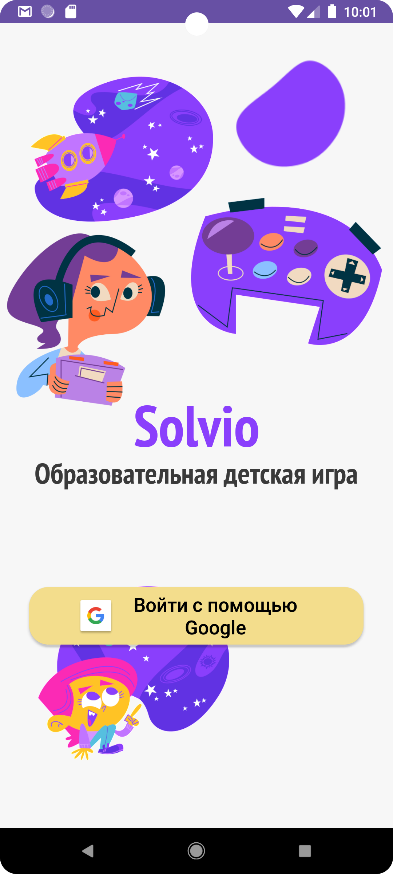 10:01
Solvio
Образовательная детская игра
Войти с помощью
Google